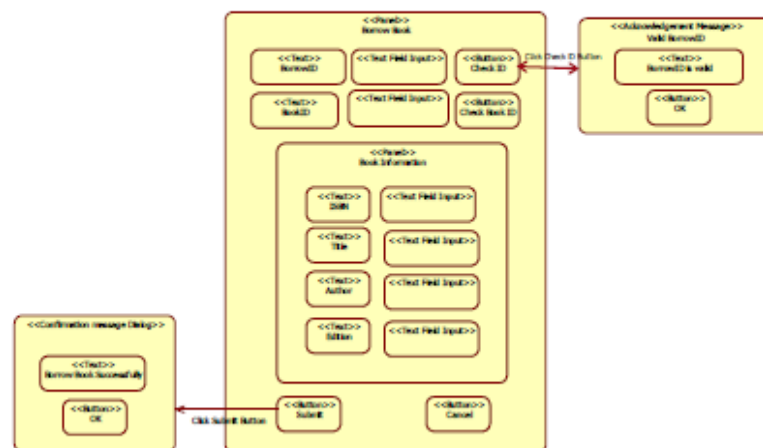 <<Panel>>
Borrow Book
<<Text>>
BorrowID
<<Text Field Input>>
<<Button>>
Check ID
Click Check ID Button
<<Acknowledgement Message>>
Valid BorrowID
<<Text>>
BorrowID is valid
<<Button>>
OK
<<Text>>
BookID
<<Text Field Input>>
<<Button>>
Check Book ID
<<Panel>>
Book Information
<<Text>>
ISBN
<<Text Field Input>>
<<Text>>
Title
<<Text Field Input>>
<<Text>>
Author
<<Text Field Input>>
<<Text>>
Edition
<<Text Field Input>>
<<Confirmation message Dialog>>
<<Text>>
Borrow Book Successfully
<<Button>>
OK
Click Submit Button
<<Button>>
Submit
<<Button>>
Cancel